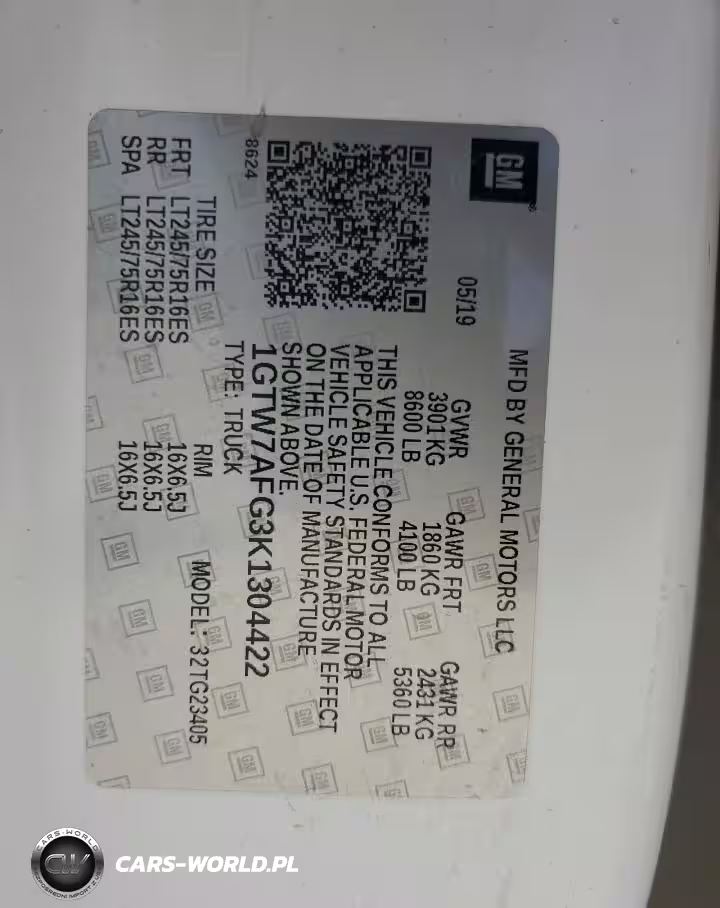 GM
MFD BY GENERAL MOTORS LLC
05/19
GVWR GAWR FRT GAWR RR
3901 KG 1860 KG 2431 KG
8600 LB 4100 LB 5360 LB
THIS VEHICLE CONFORMS TO ALL
APPLICABLE U.S. FEDERAL MOTOR
VEHICLE SAFETY STANDARDS IN EFFECT
ON THE DATE OF MANUFACTURE
SHOWN ABOVE.
1GTW7AFG3K1304422
8624
TYPE: TRUCK
MODEL: 32TG23405
TIRE SIZE RIM
FRT LT245/75R16ES 16X6.5J
RR LT245/75R16ES 16X6.5J
SPA LT245/75R16ES 16X6.5J
CARS-WORLD
CW
CARS-WORLD.PL